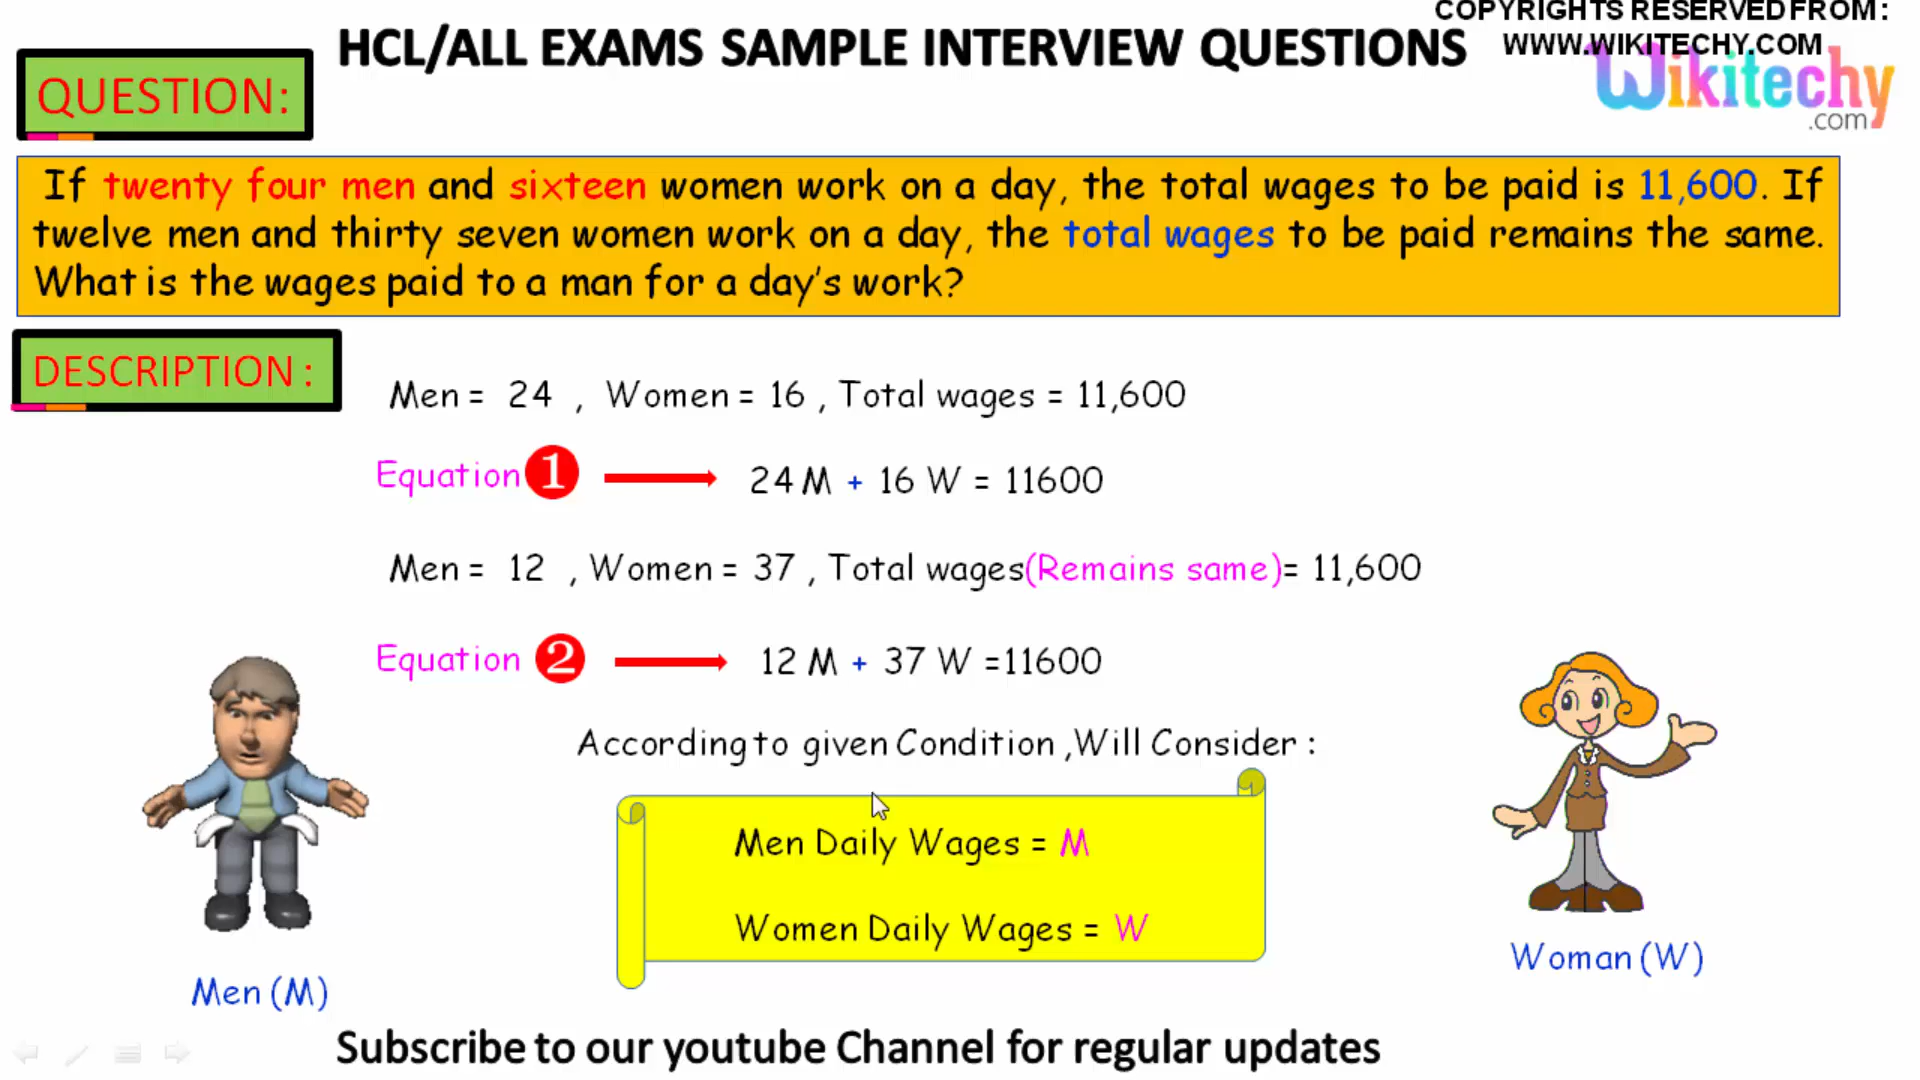 COPYRIGHTS RESERVED FROM :
WWW.WIKITECHY.COM
HCL/ALL EXAMS SAMPLE INTERVIEW QUESTIONS
Wikitechy
.com
QUESTION:
If twenty four men and sixteen women work on a day, the total wages to be paid is 11,600. If
twelve men and thirty seven women work on a day, the total wages to be paid remains the same.
What is the wages paid to a man for a day's work?
DESCRIPTION :
Men = 24 , Women = 16 , Total wages = 11,600
Equation 1 24 M + 16 W = 11600
Men = 12 , Women = 37 , Total wages(Remains same)= 11,600
Equation 2 12 M + 37 W =11600
According to given Condition ,Will Consider :
Men Daily Wages = M
Women Daily Wages = W
Men (M)
Woman (W)
Subscribe to our youtube Channel for regular updates